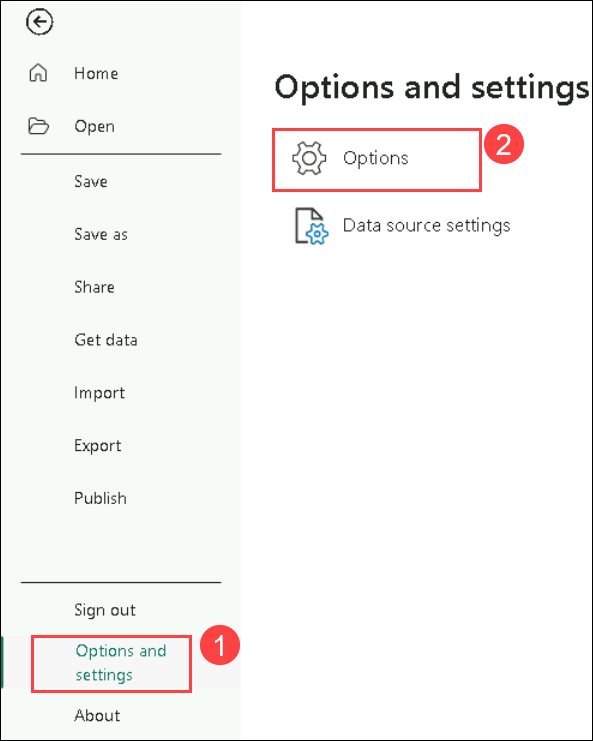 Home
Open
Save
Save as
Share
Get data
Import
Export
Publish
Sign out
Options and
settings
1
About
Options and settings
Options
2
Data source settings